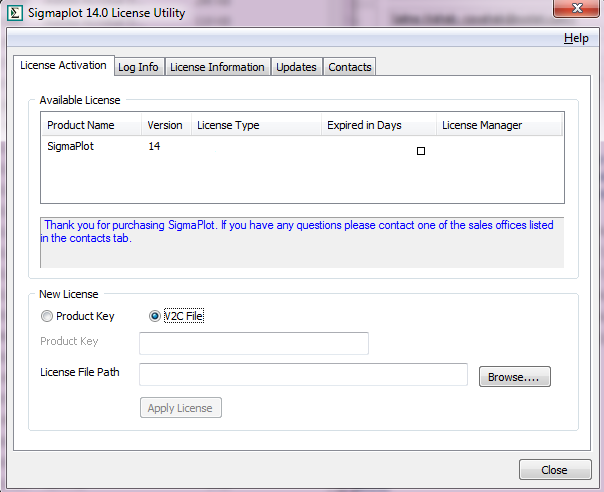 Sigmaplot 14.0 License Utility
Help
License Activation Log Info License Information Updates Contacts
Available License
Product Name Version License Type Expired in Days License Manager
SigmaPlot 14
Thank you for purchasing SigmaPlot. If you have any questions please contact one of the sales offices listed
in the contacts tab.
New License
Product Key V2C File
Product Key
License File Path Browse....
Apply License
Close